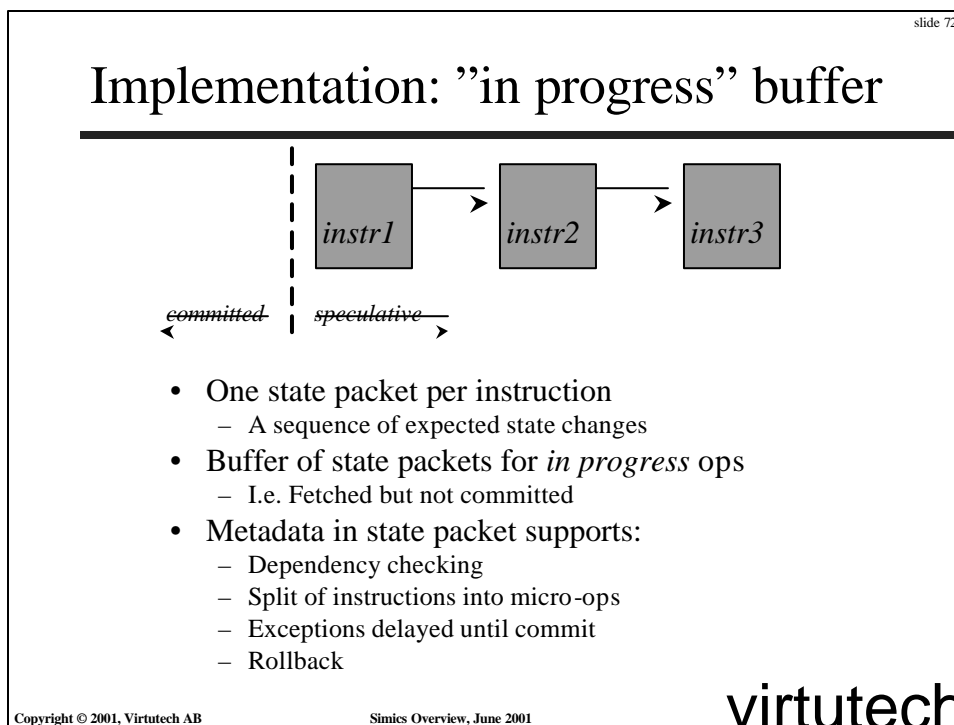 slide 72
Implementation: ”in progress” buffer
instr1 instr2 instr3
committed speculative
• One state packet per instruction
– A sequence of expected state changes
• Buffer of state packets for in progress ops
– I.e. Fetched but not committed
• Metadata in state packet supports:
– Dependency checking
– Split of instructions into micro-ops
– Exceptions delayed until commit
– Rollback
Copyright © 2001, Virtutech AB Simics Overview, June 2001 virtutech